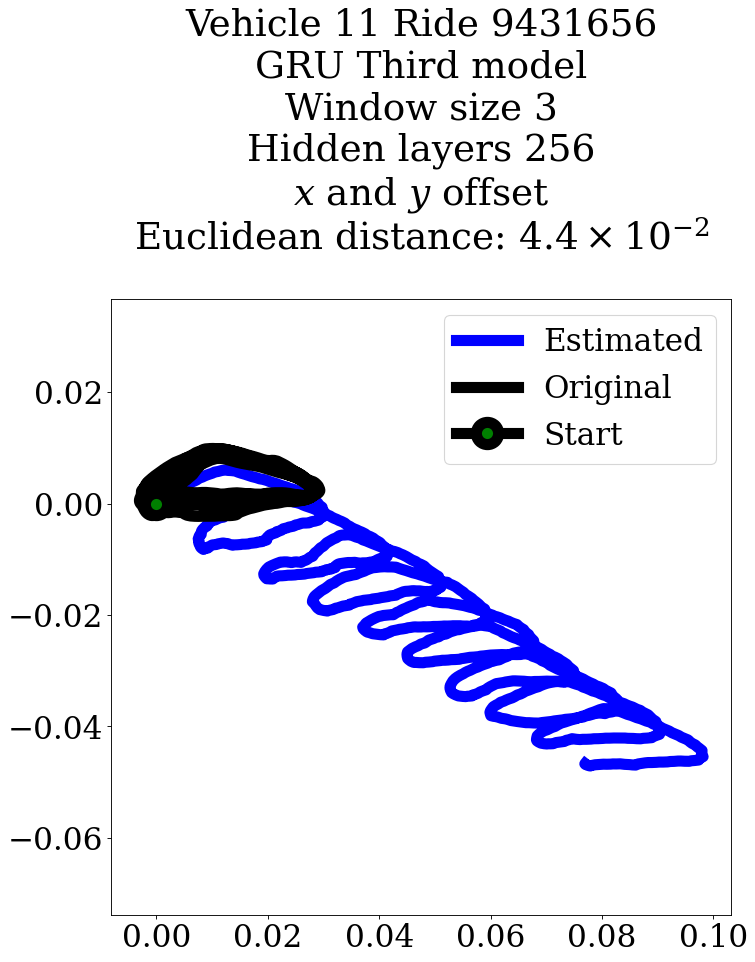 Vehicle 11 Ride 9431656
GRU Third model
Window size 3
Hidden layers 256
x and y offset
Euclidean distance: 4.4 × 10⁻²
Estimated
Original
Start
0.02
0.00
−0.02
−0.04
−0.06
0.00 0.02 0.04 0.06 0.08 0.10